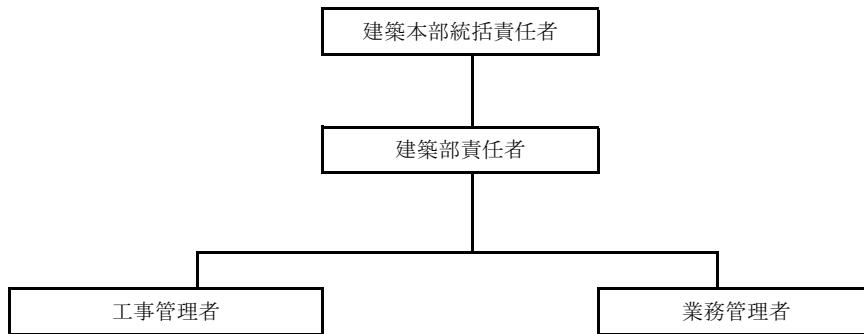 建築本部統括責任者
建築部責任者
工事管理者
業務管理者